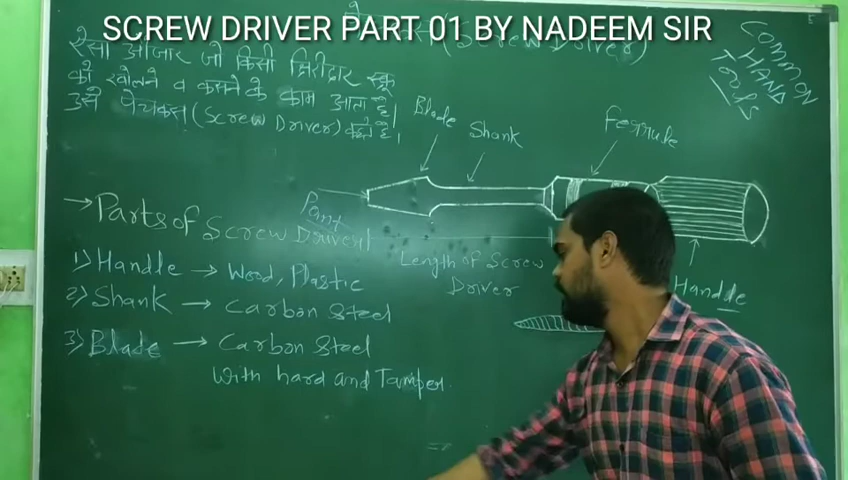 SCREW DRIVER PART 01 BY NADEEM SIR
(Screw Driver)
COMMON
HAND
Tools
ऐसा औजार जो किसी झिरीदार स्क्रू
को खोलने व कसने के काम आता है।
उसे पेचकस (Screw Driver) कहते है।
Blade
Shank
Ferrule
→ Parts of Screw Driver
1) Handle → Wood, Plastic
2) Shank → Carbon Steel
3) Blade → Carbon Steel
With hard and Tamper.
Length of Screw
Driver
Handle